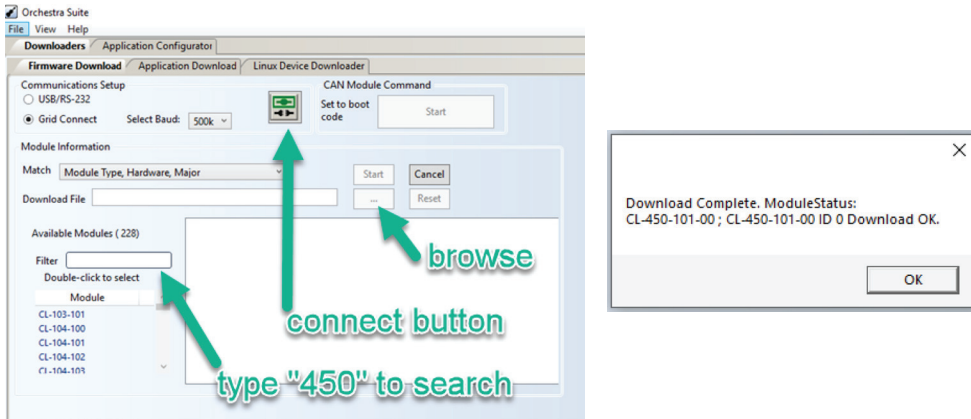 Orchestra Suite
File View Help
Downloaders Application Configurator
Firmware Download Application Download Linux Device Downloader
Communications Setup
USB/RS-232
Grid Connect Select Baud: 500k
CAN Module Command
Set to boot code
Start
Module Information
Match Module Type, Hardware, Major Start Cancel
Download File ... Reset
Available Modules ( 228)
Filter
Double-click to select
Module
CL-103-101
CL-104-100
CL-104-101
CL-104-102
CL-104-103
browse
connect button
type "450" to search
Download Complete. ModuleStatus:
CL-450-101-00 ; CL-450-101-00 ID 0 Download OK.
OK